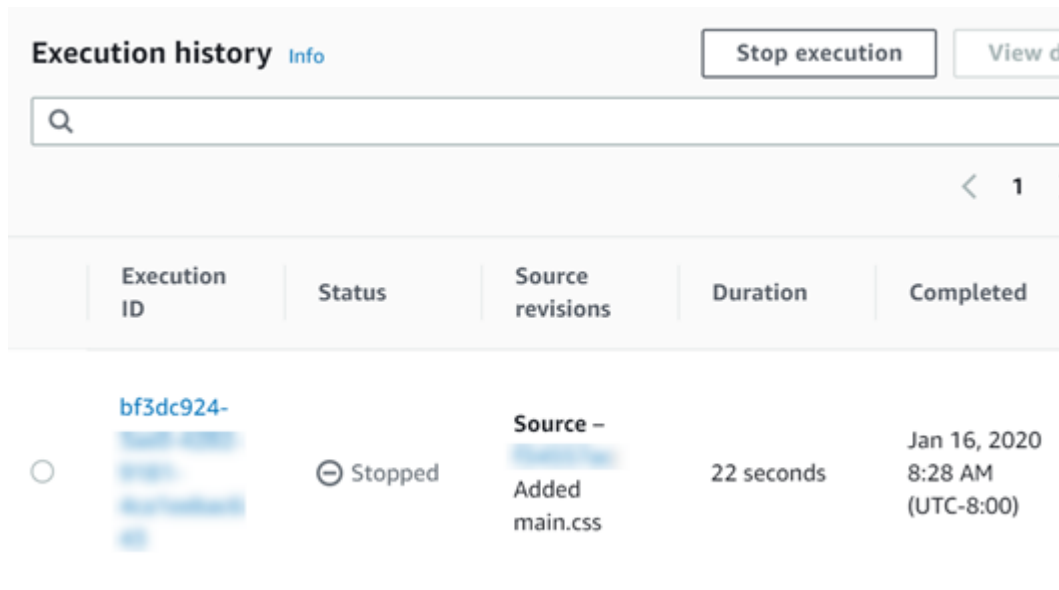 Execution history Info
Stop execution
View d
1
Execution
ID
Status
Source
revisions
Duration
Completed
bf3dc924-
Stopped
Source –
Added
main.css
22 seconds
Jan 16, 2020
8:28 AM
(UTC-8:00)